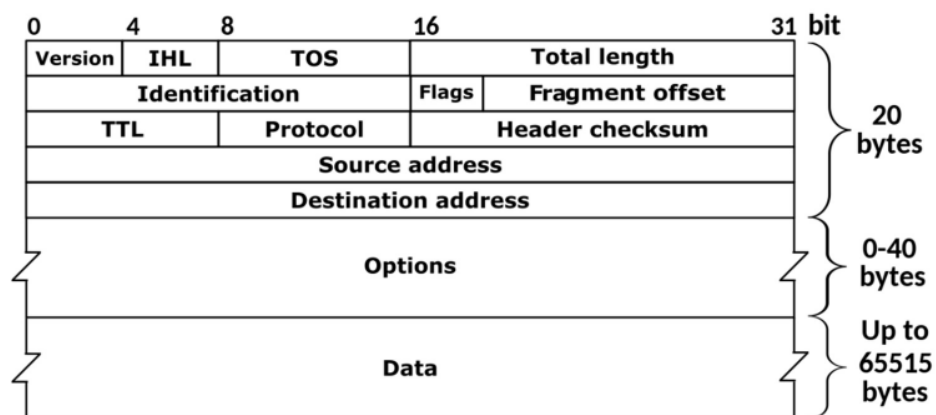 0 4 8 16 31 bit
Version IHL TOS Total length
Identification Flags Fragment offset
TTL Protocol Header checksum
Source address
Destination address
20
bytes
Options
0-40
bytes
Data
Up to
65515
bytes